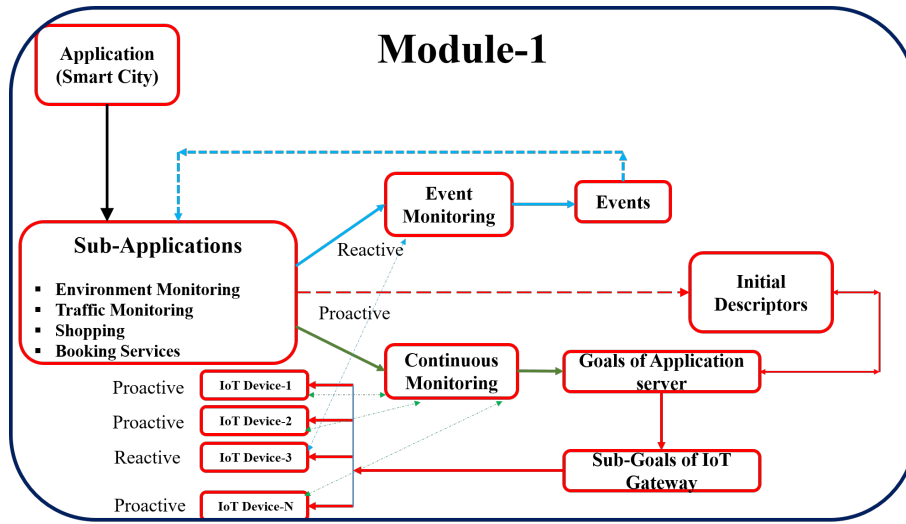 Module-1
Application
(Smart City)
Event
Monitoring
Events
Sub-Applications
▪ Environment Monitoring
▪ Traffic Monitoring
▪ Shopping
▪ Booking Services
Reactive
Proactive
Initial
Descriptors
Continuous
Monitoring
Goals of Application
server
Proactive IoT Device-1
Proactive IoT Device-2
Reactive IoT Device-3
Proactive IoT Device-N
Sub-Goals of IoT
Gateway